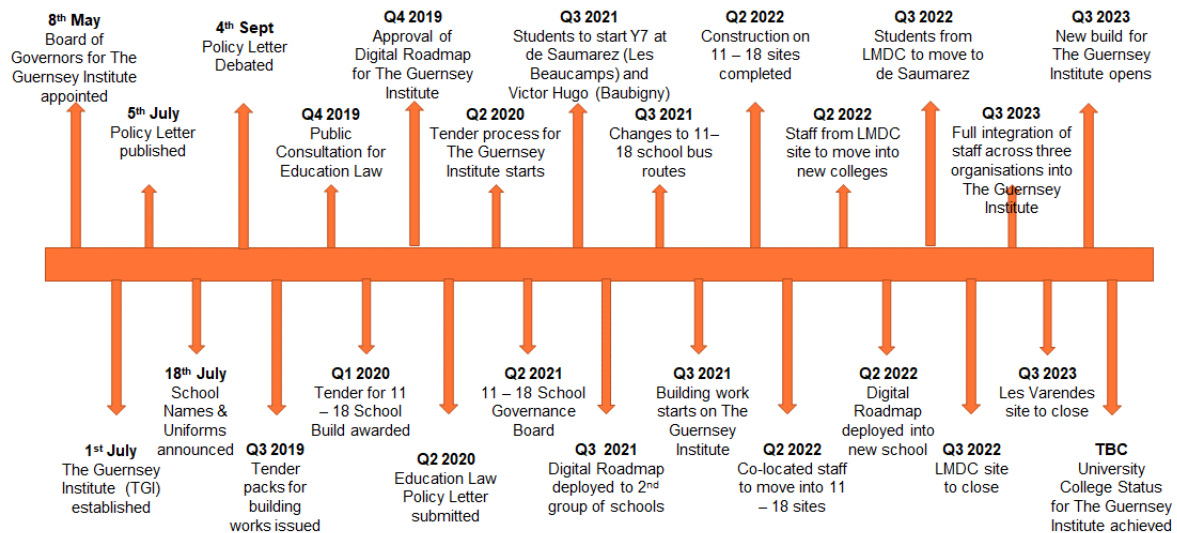 8th May
Board of
Governors for The
Guernsey Institute
appointed
5th July
Policy Letter
published
4th Sept
Policy Letter
Debated
Q4 2019
Public
Consultation for
Education Law
Q4 2019
Approval of
Digital Roadmap
for The Guernsey
Institute
Q2 2020
Tender process for
The Guernsey
Institute starts
Q3 2021
Students to start Y7 at
de Saumarez (Les
Beaucamps) and
Victor Hugo (Baubigny)
Q3 2021
Changes to 11–
18 school bus
routes
Q2 2022
Construction on
11 – 18 sites
completed
Q2 2022
Staff from LMDC
site to move into
new colleges
Q3 2022
Students from
LMDC to move to
de Saumarez
Q3 2023
Full integration of
staff across three
organisations into
The Guernsey
Institute
Q3 2023
New build for
The Guernsey
Institute opens
1st July
The Guernsey
Institute (TGI)
established
18th July
School
Names &
Uniforms
announced
Q3 2019
Tender
packs for
building
works issued
Q1 2020
Tender for 11
– 18 School
Build awarded
Q2 2020
Education Law
Policy Letter
submitted
Q2 2021
11 – 18 School
Governance
Board
Q3 2021
Digital Roadmap
deployed to 2nd
group of schools
Q3 2021
Building work
starts on The
Guernsey
Institute
Q2 2022
Co-located staff
to move into 11
– 18 sites
Q2 2022
Digital
Roadmap
deployed into
new school
Q3 2022
LMDC site
to close
Q3 2023
Les Varendes
site to close
TBC
University
College Status
for The Guernsey
Institute achieved